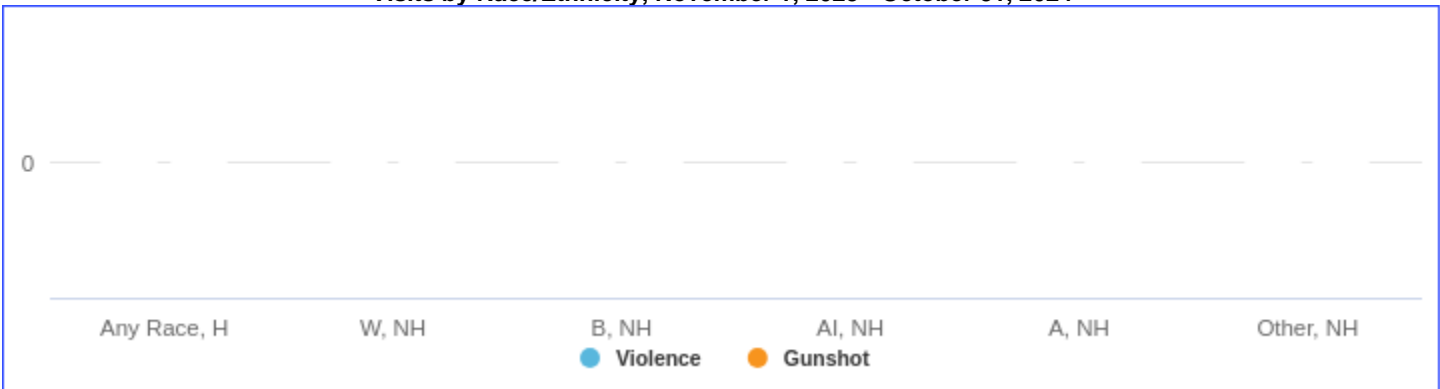 0
Any Race, H
W, NH
B, NH
AI, NH
A, NH
Other, NH
Violence
Gunshot